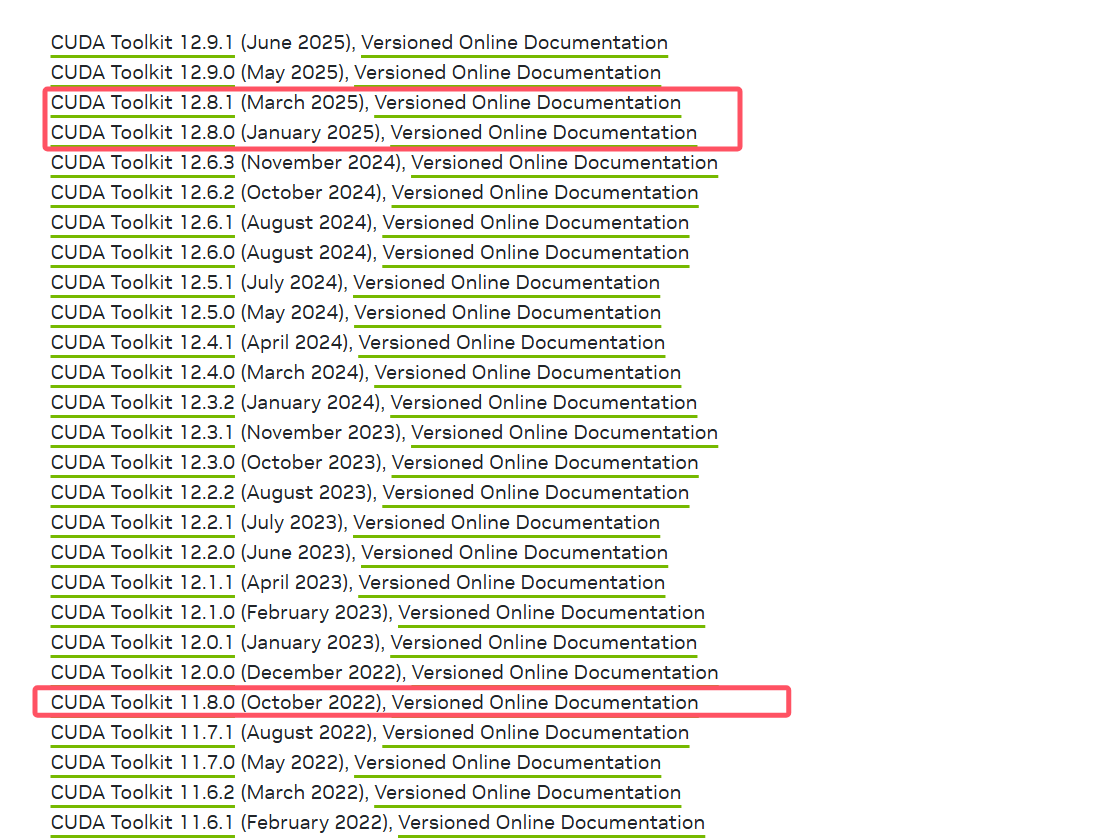 CUDA Toolkit 12.9.1 (June 2025), Versioned Online Documentation
CUDA Toolkit 12.9.0 (May 2025), Versioned Online Documentation
CUDA Toolkit 12.8.1 (March 2025), Versioned Online Documentation
CUDA Toolkit 12.8.0 (January 2025), Versioned Online Documentation
CUDA Toolkit 12.6.3 (November 2024), Versioned Online Documentation
CUDA Toolkit 12.6.2 (October 2024), Versioned Online Documentation
CUDA Toolkit 12.6.1 (August 2024), Versioned Online Documentation
CUDA Toolkit 12.6.0 (August 2024), Versioned Online Documentation
CUDA Toolkit 12.5.1 (July 2024), Versioned Online Documentation
CUDA Toolkit 12.5.0 (May 2024), Versioned Online Documentation
CUDA Toolkit 12.4.1 (April 2024), Versioned Online Documentation
CUDA Toolkit 12.4.0 (March 2024), Versioned Online Documentation
CUDA Toolkit 12.3.2 (January 2024), Versioned Online Documentation
CUDA Toolkit 12.3.1 (November 2023), Versioned Online Documentation
CUDA Toolkit 12.3.0 (October 2023), Versioned Online Documentation
CUDA Toolkit 12.2.2 (August 2023), Versioned Online Documentation
CUDA Toolkit 12.2.1 (July 2023), Versioned Online Documentation
CUDA Toolkit 12.2.0 (June 2023), Versioned Online Documentation
CUDA Toolkit 12.1.1 (April 2023), Versioned Online Documentation
CUDA Toolkit 12.1.0 (February 2023), Versioned Online Documentation
CUDA Toolkit 12.0.1 (January 2023), Versioned Online Documentation
CUDA Toolkit 12.0.0 (December 2022), Versioned Online Documentation
CUDA Toolkit 11.8.0 (October 2022), Versioned Online Documentation
CUDA Toolkit 11.7.1 (August 2022), Versioned Online Documentation
CUDA Toolkit 11.7.0 (May 2022), Versioned Online Documentation
CUDA Toolkit 11.6.2 (March 2022), Versioned Online Documentation
CUDA Toolkit 11.6.1 (February 2022), Versioned Online Documentation